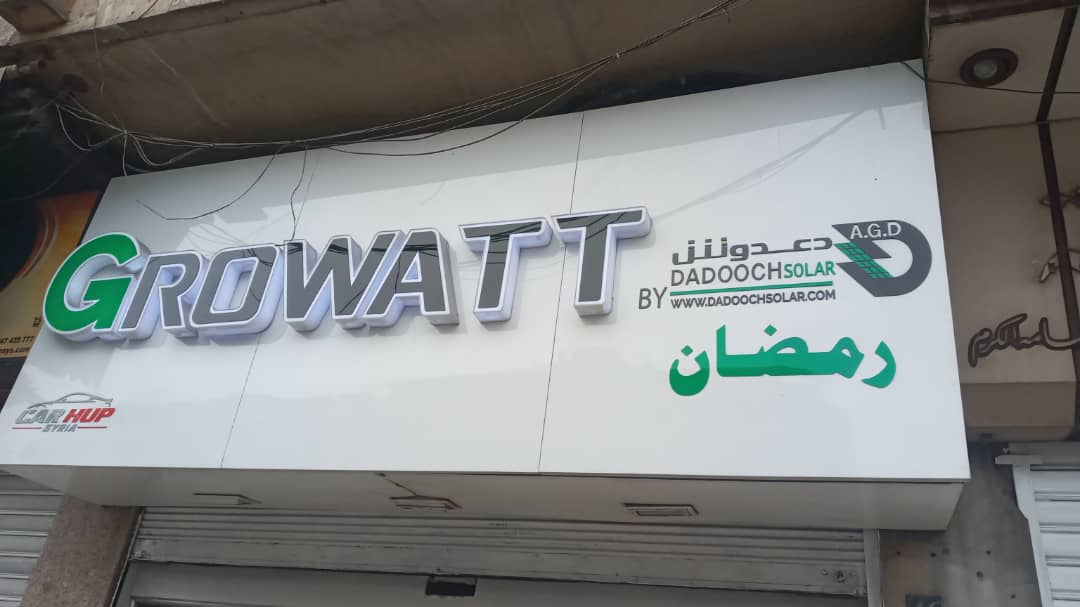 GROWATT
BY
دعدوش
A.G.D
DADOOCHSOLAR
WWW.DADOOCHSOLAR.COM
رمضان
CAR HUP
SYRIA